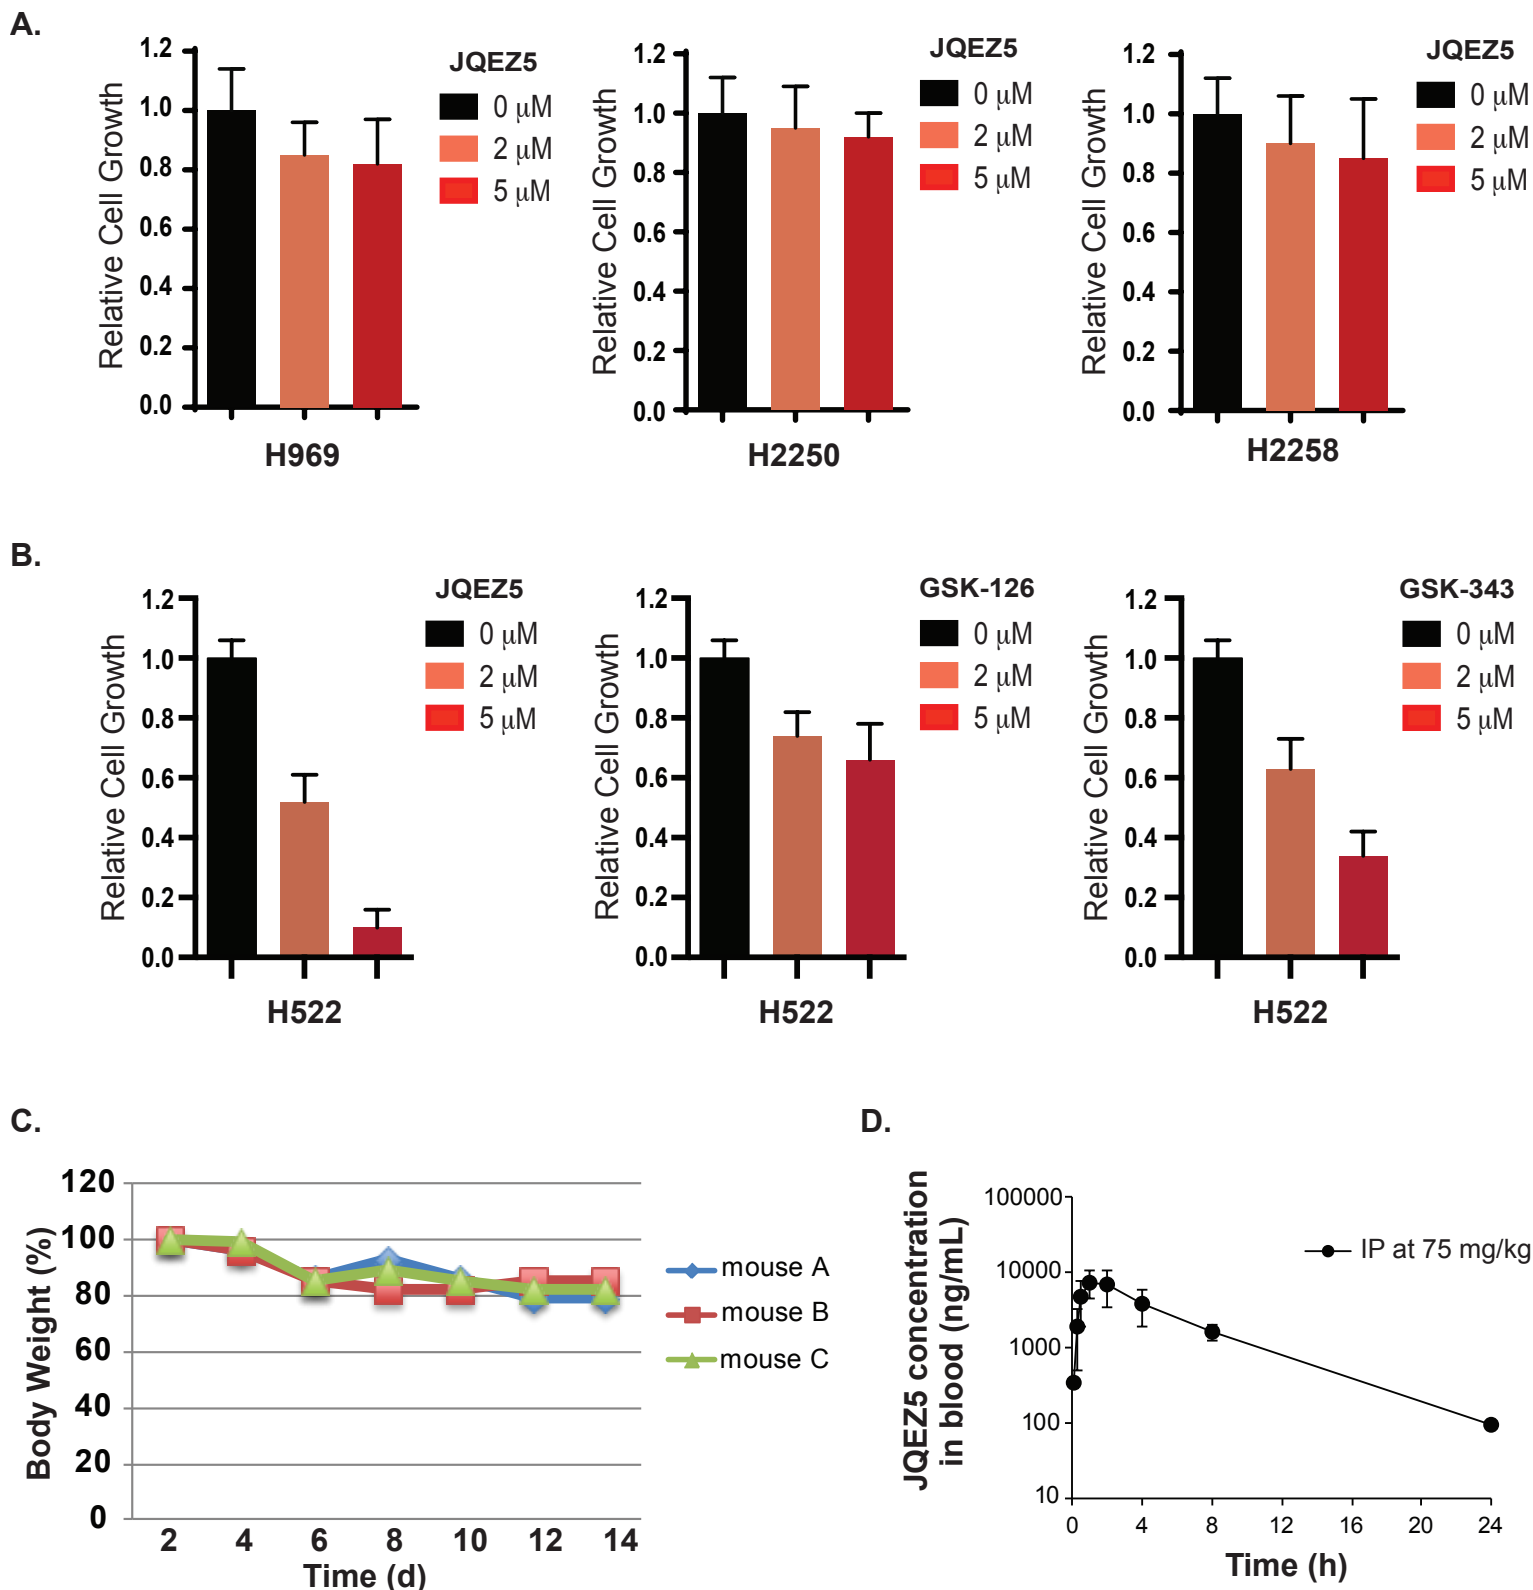 A.
1.2
1.0
0.8
0.6
0.4
0.2
0.0
Relative Cell Growth
JQEZ5
0 μM
2 μM
5 μM
H969
1.2
1.0
0.8
0.6
0.4
0.2
0.0
Relative Cell Growth
JQEZ5
0 μM
2 μM
5 μM
H2250
1.2
1.0
0.8
0.6
0.4
0.2
0.0
Relative Cell Growth
JQEZ5
0 μM
2 μM
5 μM
H2258
B.
1.2
1.0
0.8
0.6
0.4
0.2
0.0
Relative Cell Growth
JQEZ5
0 μM
2 μM
5 μM
H522
1.2
1.0
0.8
0.6
0.4
0.2
0.0
Relative Cell Growth
GSK-126
0 μM
2 μM
5 μM
H522
1.2
1.0
0.8
0.6
0.4
0.2
0.0
Relative Cell Growth
GSK-343
0 μM
2 μM
5 μM
H522
C.
120
100
80
60
40
20
0
Body Weight (%)
2 4 6 8 10 12 14
Time (d)
mouse A
mouse B
mouse C
D.
JQEZ5 concentration
in blood (ng/mL)
100000
10000
1000
100
10
IP at 75 mg/kg
0 4 8 12 16 20 24
Time (h)